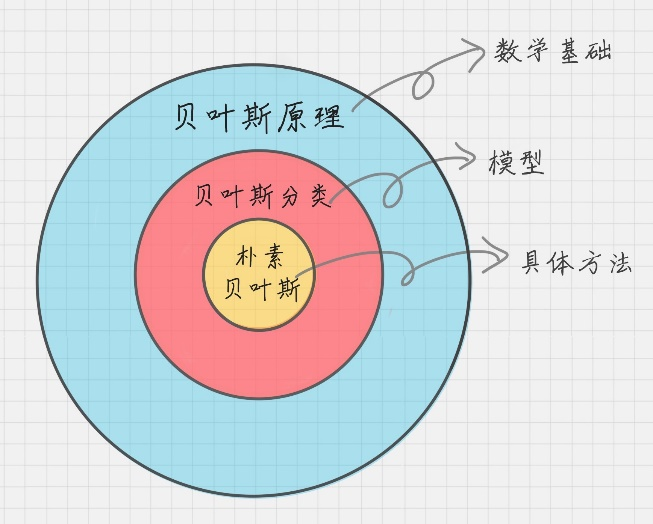 数学基础
贝叶斯原理
模型
贝叶斯分类
朴素
贝叶斯
具体方法